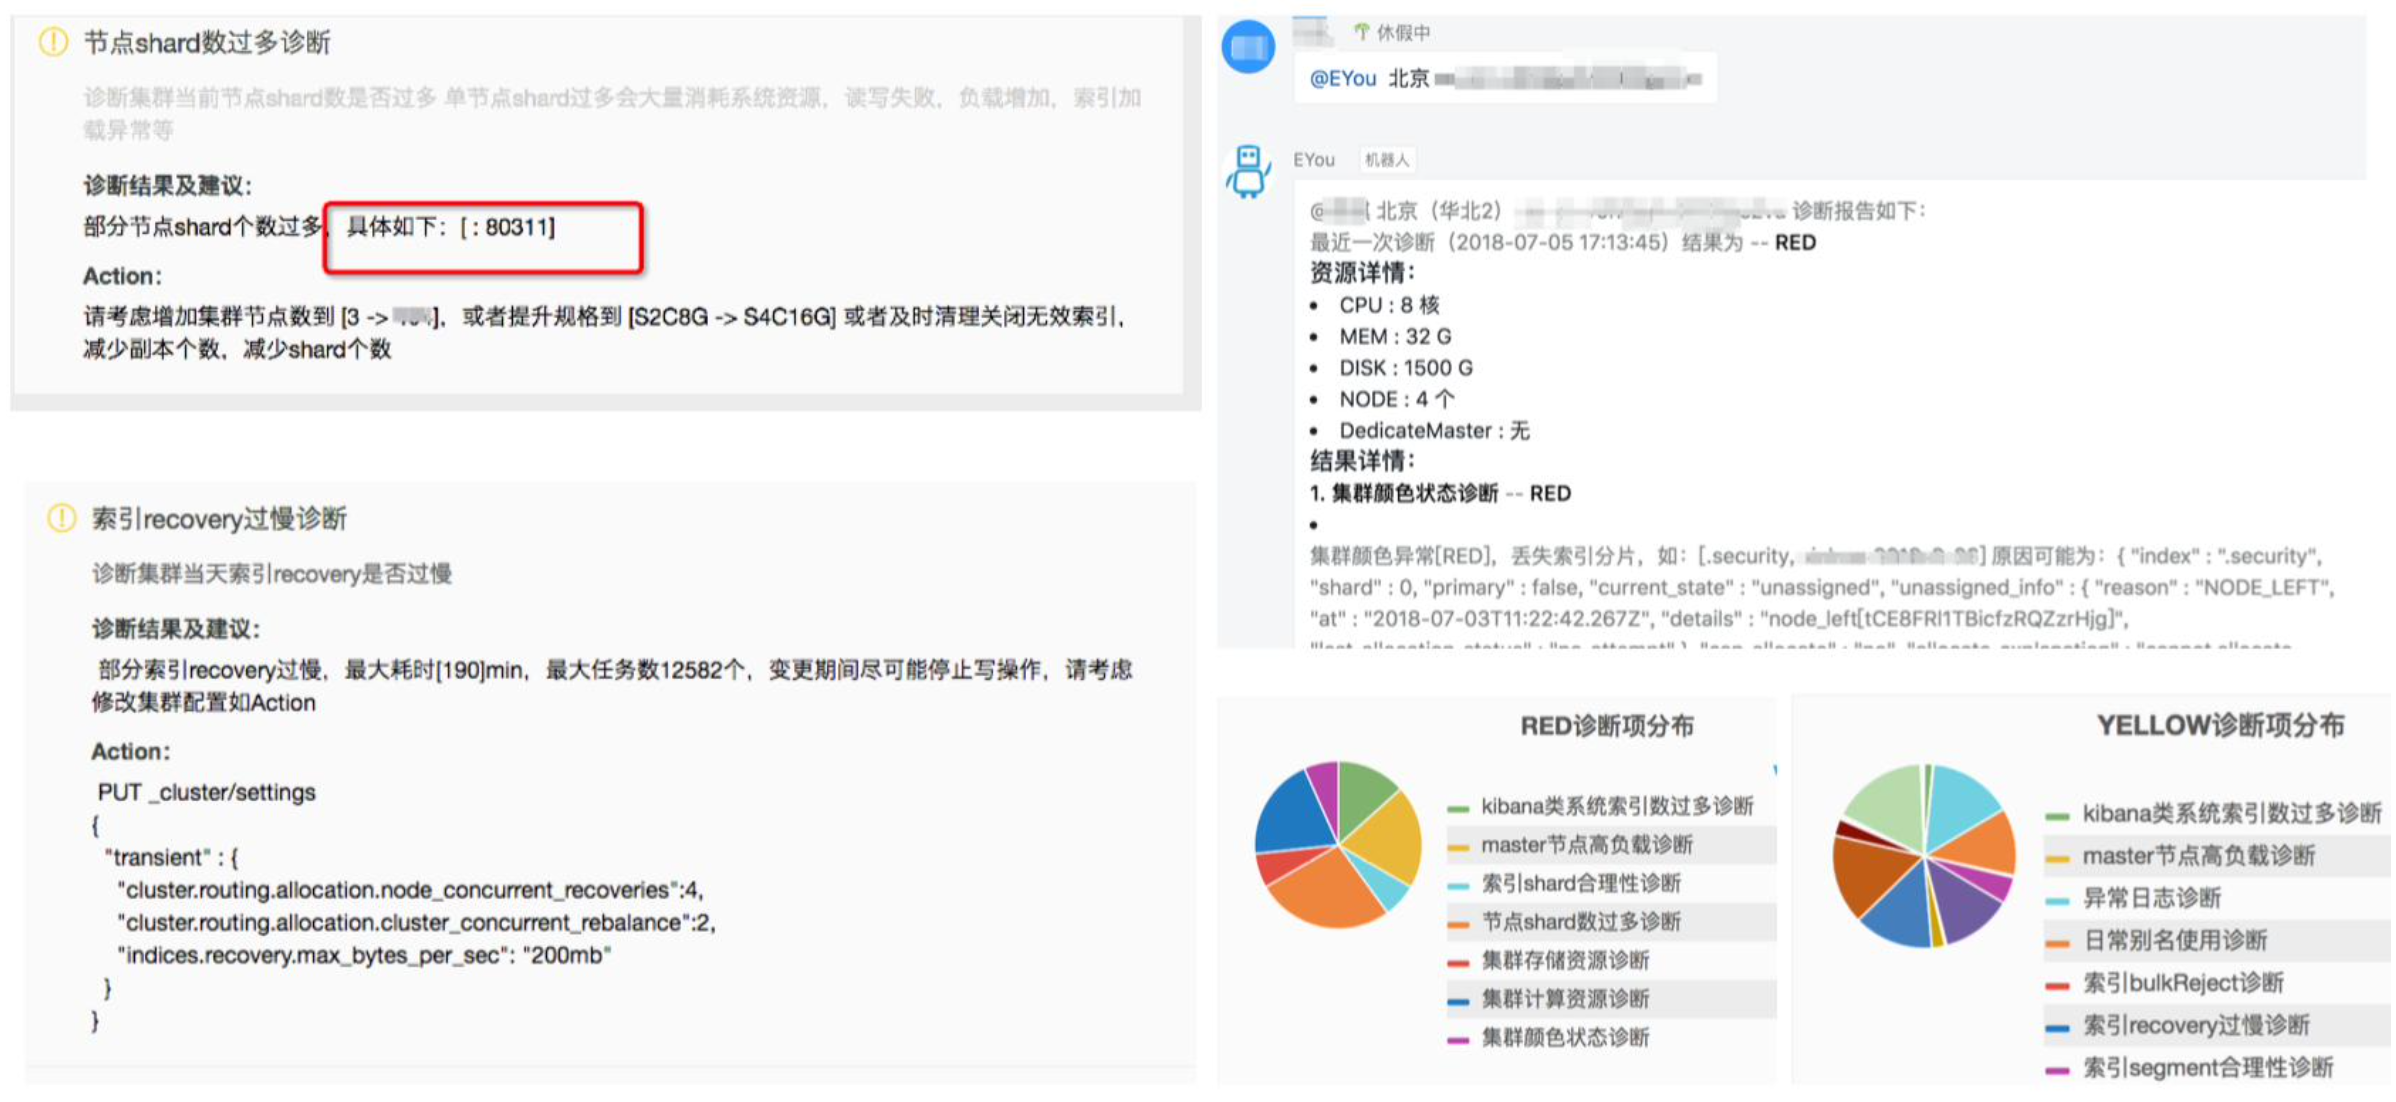 节点shard数过多诊断
诊断集群当前节点shard数是否过多 单节点shard过多会大量消耗系统资源，读写失败，负载增加，索引加
载异常等
诊断结果及建议：
部分节点shard个数过多，具体如下：[ : 80311]
Action：
请考虑增加集群节点数到 [3 -> ]，或者提升规格到 [S2C8G -> S4C16G] 或者及时清理关闭无效索引，
减少副本个数，减少shard个数
索引recovery过慢诊断
诊断集群当天索引recovery是否过慢
诊断结果及建议：
部分索引recovery过慢，最大耗时[190]min，最大任务数12582个，变更期间尽可能停止写操作，请考虑
修改集群配置如Action
Action：
PUT _cluster/settings
{
"transient" : {
"cluster.routing.allocation.node_concurrent_recoveries":4,
"cluster.routing.allocation.cluster_concurrent_rebalance":2,
"indices.recovery.max_bytes_per_sec": "200mb"
}
}
休假中
@EYou 北京
EYou 机器人
@ 北京（华北2） 诊断报告如下：
最近一次诊断（2018-07-05 17:13:45）结果为 -- RED
资源详情：
• CPU : 8 核
• MEM : 32 G
• DISK : 1500 G
• NODE : 4 个
• DedicateMaster : 无
结果详情：
1. 集群颜色状态诊断 -- RED
•
集群颜色异常[RED]，丢失索引分片，如：[.security, ] 原因可能为：{ "index" : ".security",
"shard" : 0, "primary" : false, "current_state" : "unassigned", "unassigned_info" : { "reason" : "NODE_LEFT",
"at" : "2018-07-03T11:22:42.267Z", "details" : "node_left[tCE8FRl1TBicfzRQZzrHjg]",
RED诊断项分布
kibana类系统索引数过多诊断
master节点高负载诊断
索引shard合理性诊断
节点shard数过多诊断
集群存储资源诊断
集群计算资源诊断
集群颜色状态诊断
YELLOW诊断项分布
kibana类系统索引数过多诊断
master节点高负载诊断
异常日志诊断
日常别名使用诊断
索引bulkReject诊断
索引recovery过慢诊断
索引segment合理性诊断